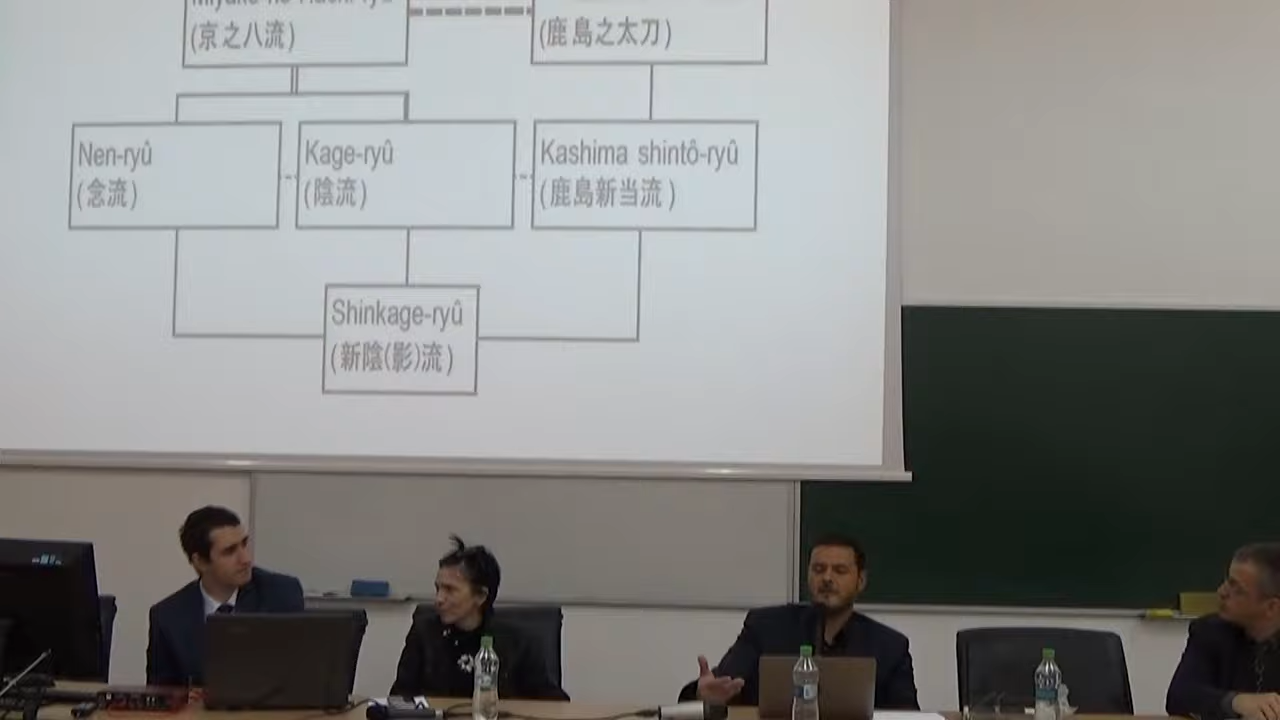 (京之八流)
(鹿島之太刀)
Nen-ryû
(念流)
Kage-ryû
(陰流)
Kashima shintô-ryû
(鹿島新当流)
Shinkage-ryû
(新陰(影)流)